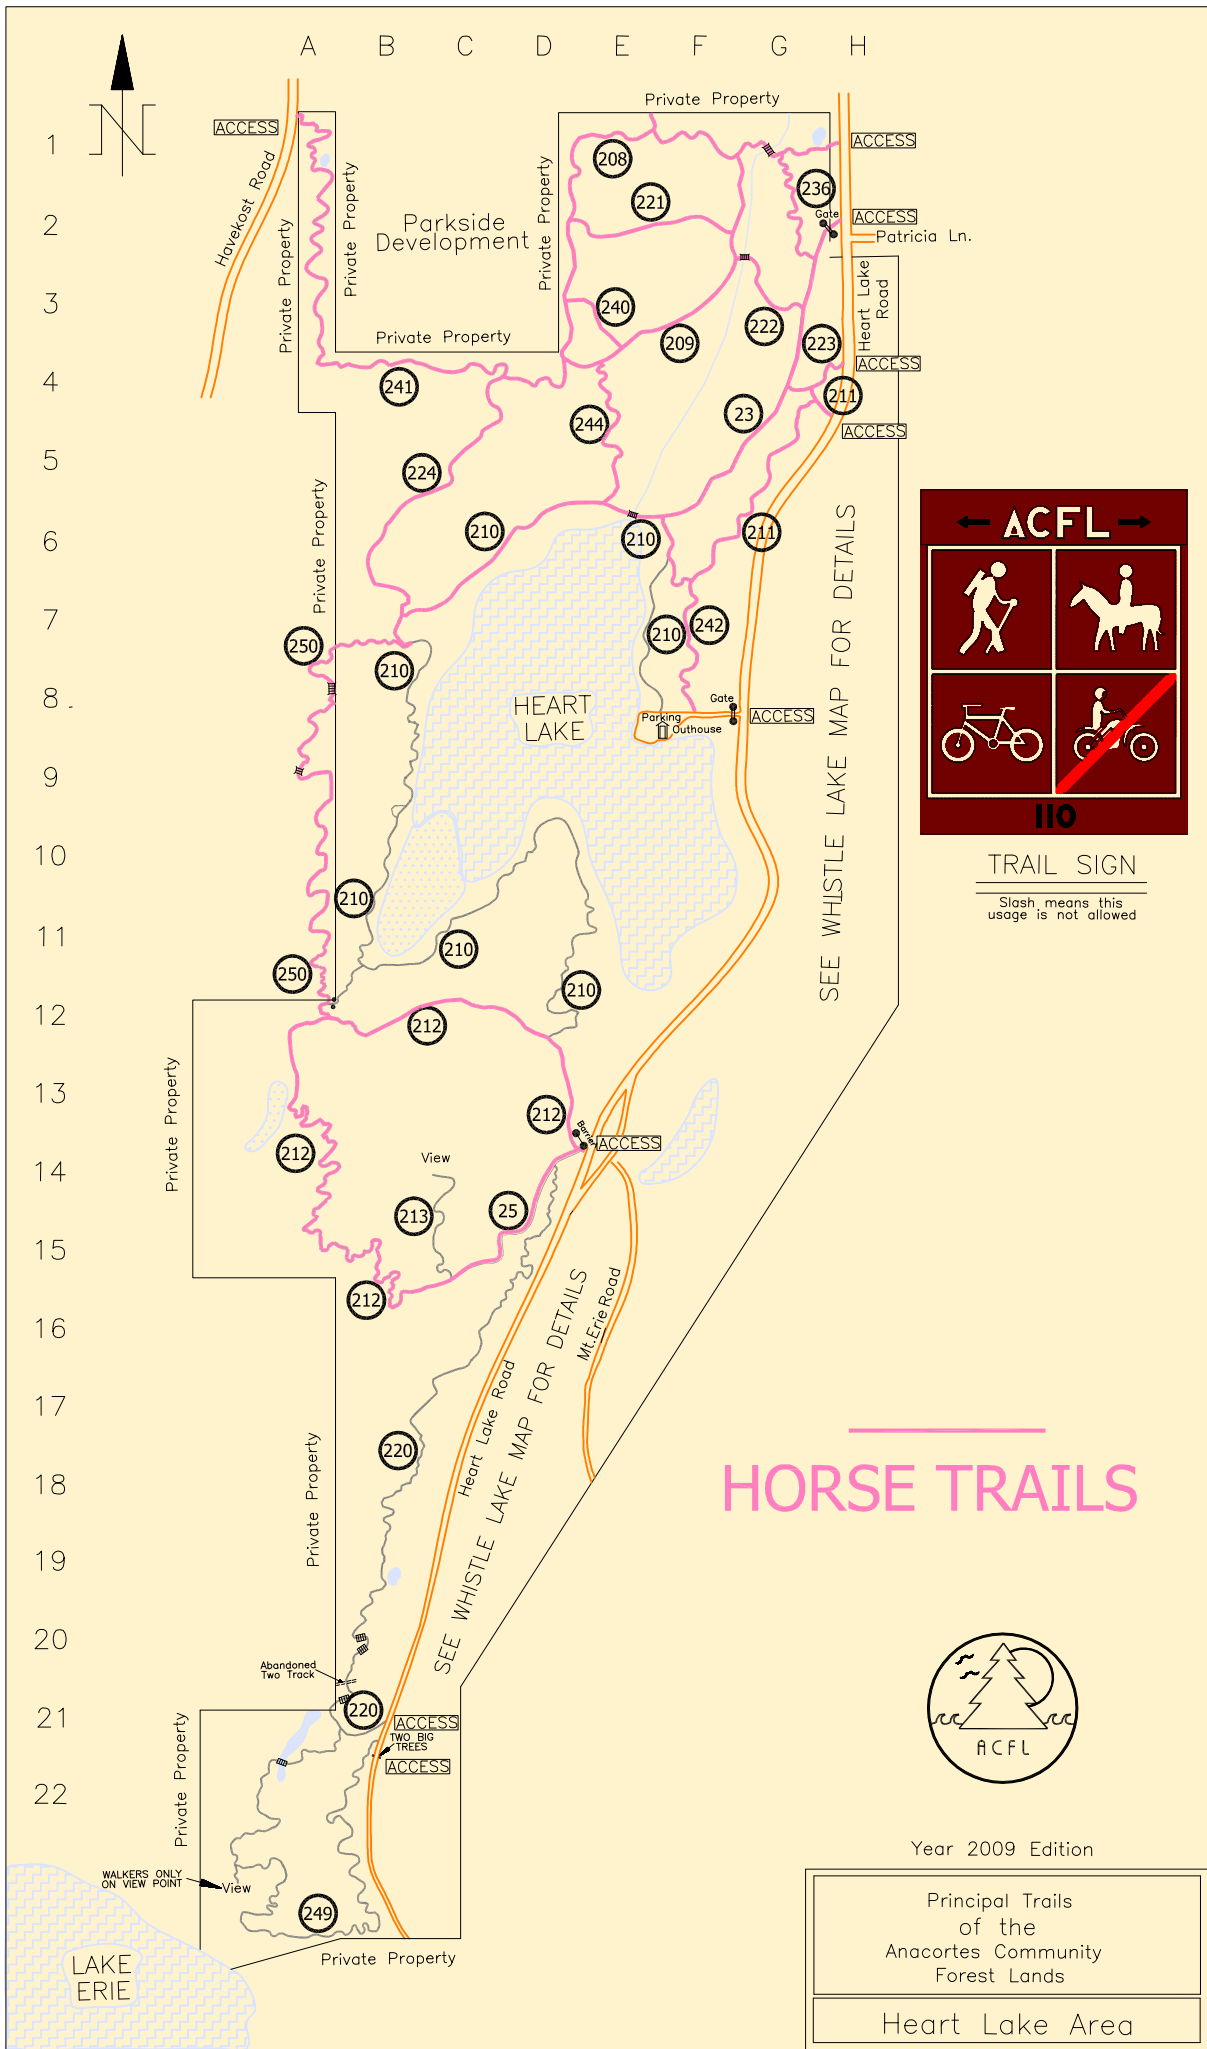 A B C D E F G H
N
Private Property
ACCESS
Havekost Road
1
ACCESS
208
236
Private Property
Private Property
Private Property
221
Gate
ACCESS
2
Parkside
Development
Patricia Ln.
Private Property
Heart Lake
Road
3
240
222
223
Private Property
209
ACCESS
4
241
211
23
ACCESS
244
5
224
Private Property
6
210
210
211
7
250
210
242
210
8
HEART
LAKE
Gate
Parking
Outhouse
ACCESS
9
SEE WHISTLE LAKE MAP FOR DETAILS
← ACFL →
110
TRAIL SIGN
Slash means this
usage is not allowed
10
210
11
210
250
210
12
212
13
Private Property
212
Barrier
ACCESS
212
14
View
213
25
15
212
Mt.Erie Road
16
SEE WHISTLE LAKE MAP FOR DETAILS
Heart Lake Road
17
220
HORSE TRAILS
18
Private Property
19
20
Abandoned
Two Track
220
21
ACCESS
TWO BIG
TREES
ACCESS
Private Property
22
ACFL
WALKERS ONLY
ON VIEW POINT
View
249
Private Property
LAKE
ERIE
Year 2009 Edition
Principal Trails
of the
Anacortes Community
Forest Lands
Heart Lake Area